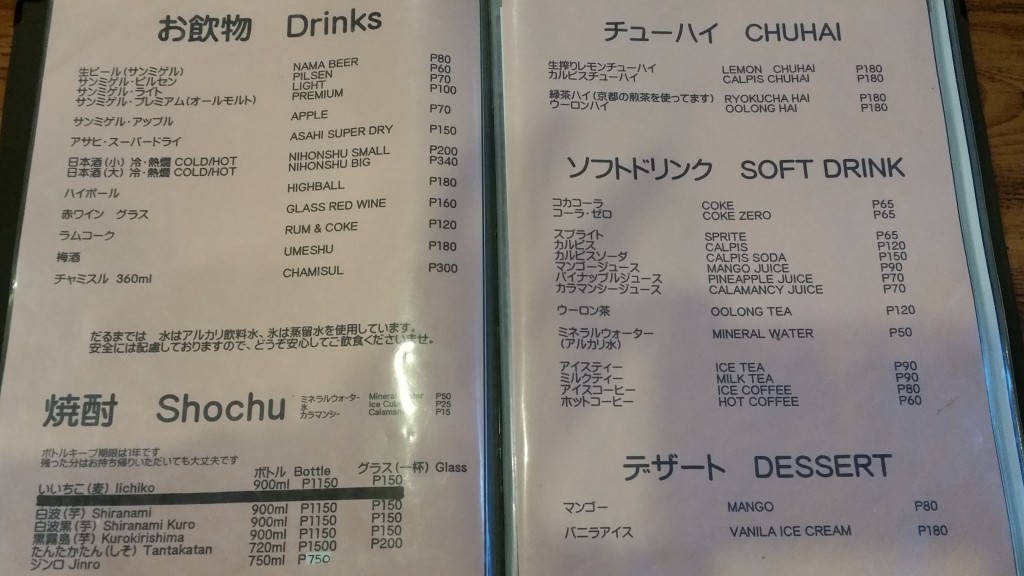 お飲物 Drinks
生ビール(サンミゲル) NAMA BEER P80
サンミゲル・ピルセン PILSEN P60
サンミゲル・ライト LIGHT P70
サンミゲル・プレミアム(オールモルト) PREMIUM P100
サンミゲル・アップル APPLE P70
アサヒ・スーパードライ ASAHI SUPER DRY P150
日本酒(小) 冷・熱燗 COLD/HOT NIHONSHU SMALL P200
日本酒(大) 冷・熱燗 COLD/HOT NIHONSHU BIG P340
ハイボール HIGHBALL P180
赤ワイン グラス GLASS RED WINE P160
ラムコーク RUM & COKE P120
梅酒 UMESHU P180
チャミスル 360ml CHAMISUL P300
だるまでは 水はアルカリ飲料水、氷は蒸留水を使用しています。
安全には配慮しておりますので、どうぞ安心してご飲食くださいませ。
焼酎 Shochu
ミネラルウォーター Mineral Water P50
氷 Ice Cube P25
カラマンシー Calamancy P15
ボトルキープ期限は1年です
残った分はお持ち帰りいただいても大丈夫です
ボトル Bottle グラス(一杯) Glass
いいちこ(麦) Iichiko 900ml P1150 P150
白波(芋) Shiranami 900ml P1150 P150
白波黒(芋) Shiranami Kuro 900ml P1150 P150
黒霧島(芋) Kurokirishima 900ml P1150 P150
たんたかたん(しそ) Tantakatan 720ml P1500 P200
ジンロ Jinro 750ml P750
チューハイ CHUHAI
生搾りレモンチューハイ LEMON CHUHAI P180
カルピスチューハイ CALPIS CHUHAI P180
緑茶ハイ(京都の煎茶を使ってます) RYOKUCHA HAI P180
ウーロンハイ OOLONG HAI P180
ソフトドリンク SOFT DRINK
コカコーラ COKE P65
コーラ・ゼロ COKE ZERO P65
スプライト SPRITE P65
カルピス CALPIS P120
カルピスソーダ CALPIS SODA P150
マンゴージュース MANGO JUICE P90
パイナップルジュース PINEAPPLE JUICE P70
カラマンシージュース CALAMANCY JUICE P70
ウーロン茶 OOLONG TEA P120
ミネラルウォーター MINERAL WATER P50
(アルカリ水)
アイスティー ICE TEA P90
ミルクティー MILK TEA P90
アイスコーヒー ICE COFFEE P80
ホットコーヒー HOT COFFEE P60
デザート DESSERT
マンゴー MANGO P80
バニラアイス VANILA ICE CREAM P180